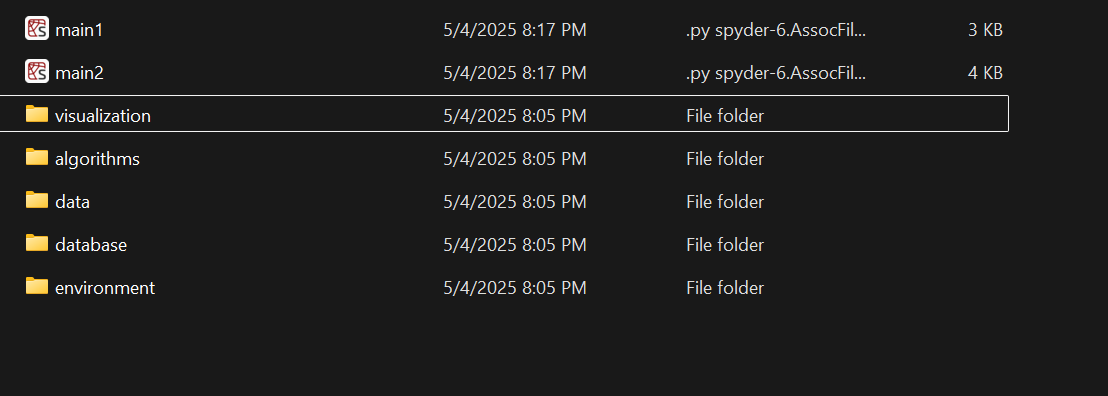 main1 5/4/2025 8:17 PM .py spyder-6.AssocFil... 3 KB
main2 5/4/2025 8:17 PM .py spyder-6.AssocFil... 4 KB
visualization 5/4/2025 8:05 PM File folder
algorithms 5/4/2025 8:05 PM File folder
data 5/4/2025 8:05 PM File folder
database 5/4/2025 8:05 PM File folder
environment 5/4/2025 8:05 PM File folder